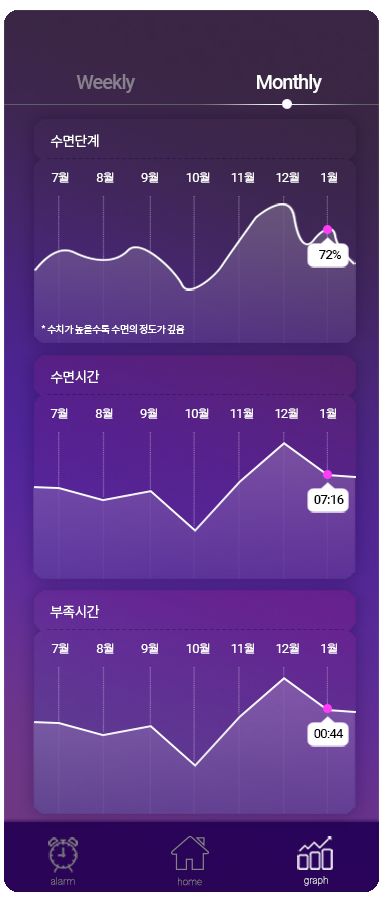 Weekly Monthly
수면단계
7월 8월 9월 10월 11월 12월 1월
72%
* 수치가 높을수록 수면의 정도가 깊음
수면시간
7월 8월 9월 10월 11월 12월 1월
07:16
부족시간
7월 8월 9월 10월 11월 12월 1월
00:44
alarm home graph